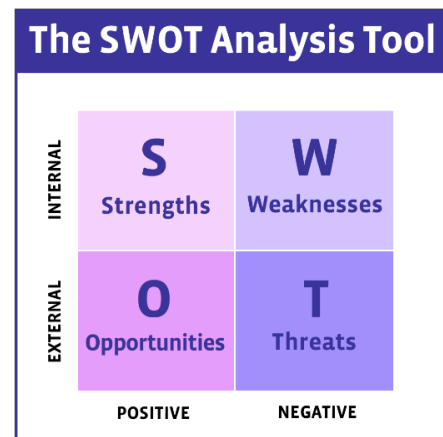 The SWOT Analysis Tool
INTERNAL
S
Strengths
W
Weaknesses
EXTERNAL
O
Opportunities
T
Threats
POSITIVE
NEGATIVE